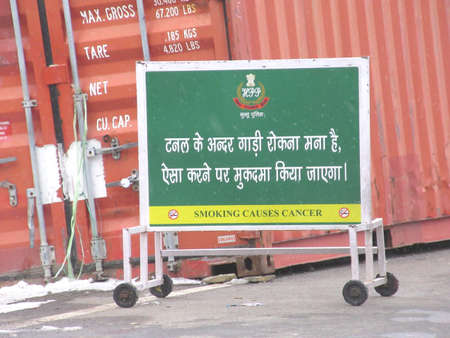 MAX.GROSS
67.200 LBS
TARE
.185 KGS
4,820 LBS
NET
CU. CAP.
HPP
टनल के अन्दर गाड़ी रोकना मना है,
ऐसा करने पर मुकदमा किया जाएगा।
SMOKING CAUSES CANCER